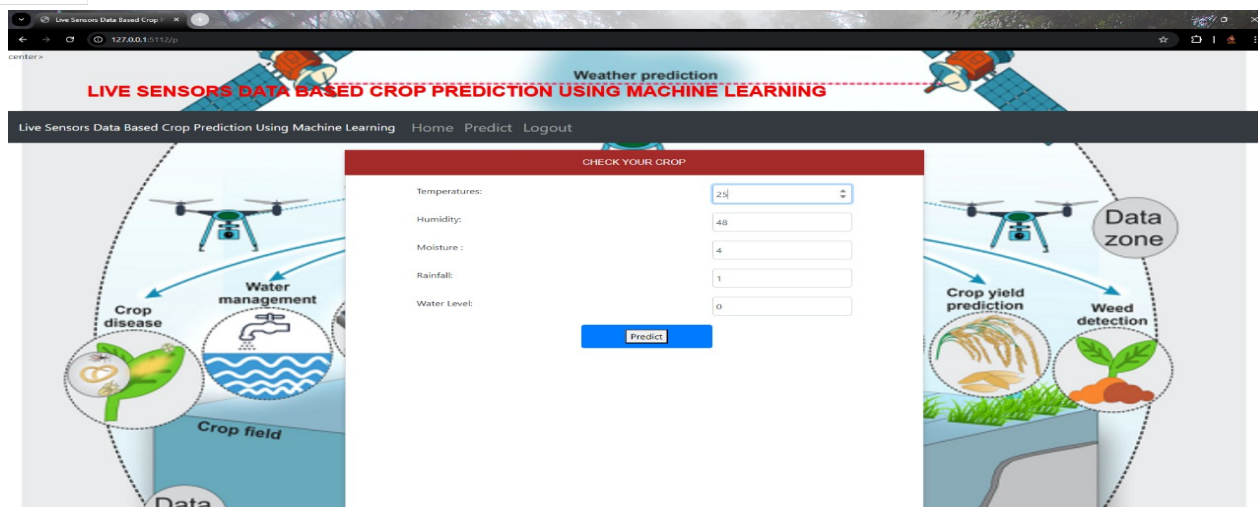 Live Sensors Data Based Crop
127.0.0.1:5112/p
center>
Weather prediction
LIVE SENSORS DATA BASED CROP PREDICTION USING MACHINE LEARNING
Live Sensors Data Based Crop Prediction Using Machine Learning Home Predict Logout
CHECK YOUR CROP
Temperatures: 25
Humidity: 48
Moisture : 4
Rainfall: 1
Water Level: 0
Predict
Water
management
Crop
disease
Crop field
Data
Data
zone
Crop yield
prediction
Weed
detection